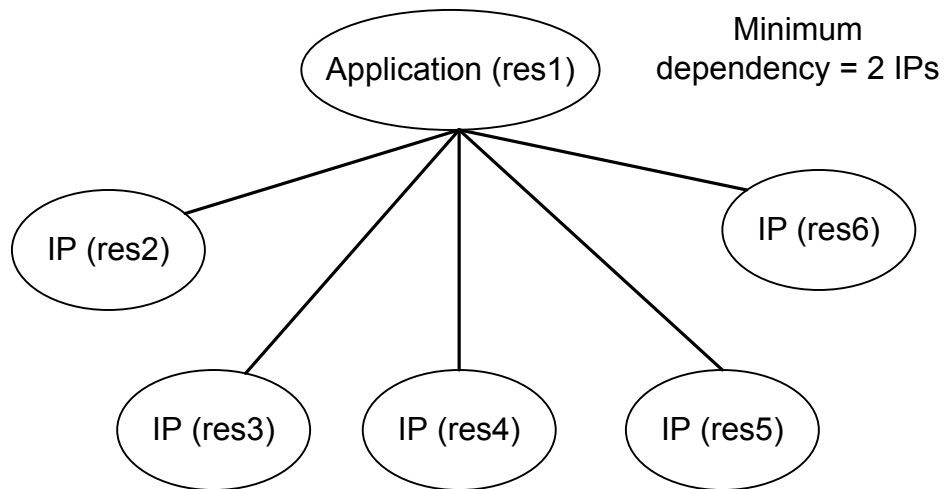 Application (res1)
Minimum
dependency = 2 IPs
IP (res2)
IP (res6)
IP (res3)
IP (res4)
IP (res5)